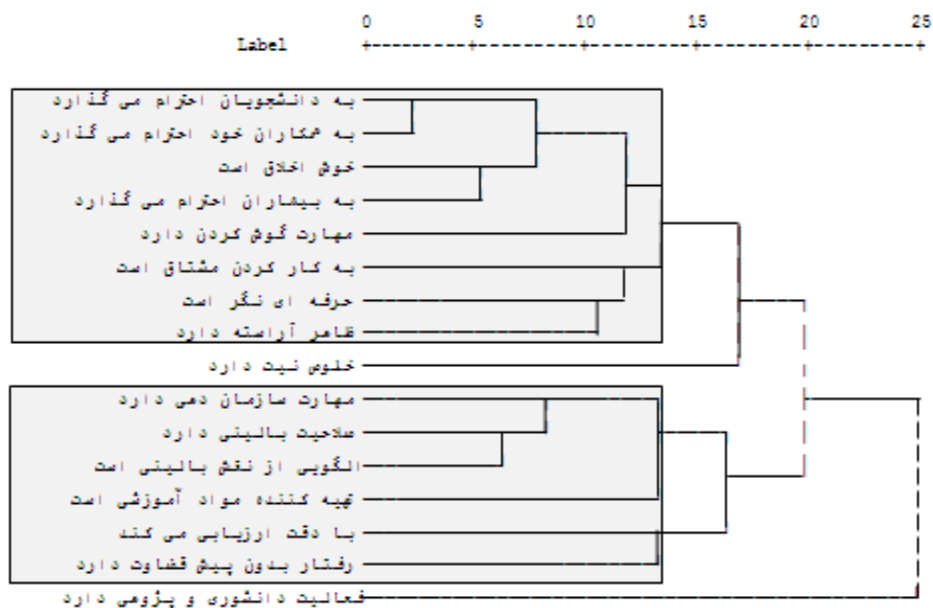 0 5 10 15 20 25
Label
به دانشجویان احترام می گذارد
به همکاران خود احترام می گذارد
خوش اخلاق است
به بیماران احترام می گذارد
مهارت گوش کردن دارد
به کار کردن مشتاق است
حرفه ای نگر است
ظاهر آراسته دارد
خلوص نیت دارد
مهارت سازمان دهی دارد
صلاحیت بالینی دارد
الگویی از نقش بالینی است
تهیه کننده مواد آموزشی است
با دقت ارزیابی می کند
رفتار بدون پیش قضاوت دارد
فعالیت دانشوری و پژوهی دارد